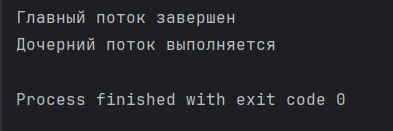 Главный поток завершен
Дочерний поток выполняется
Process finished with exit code 0